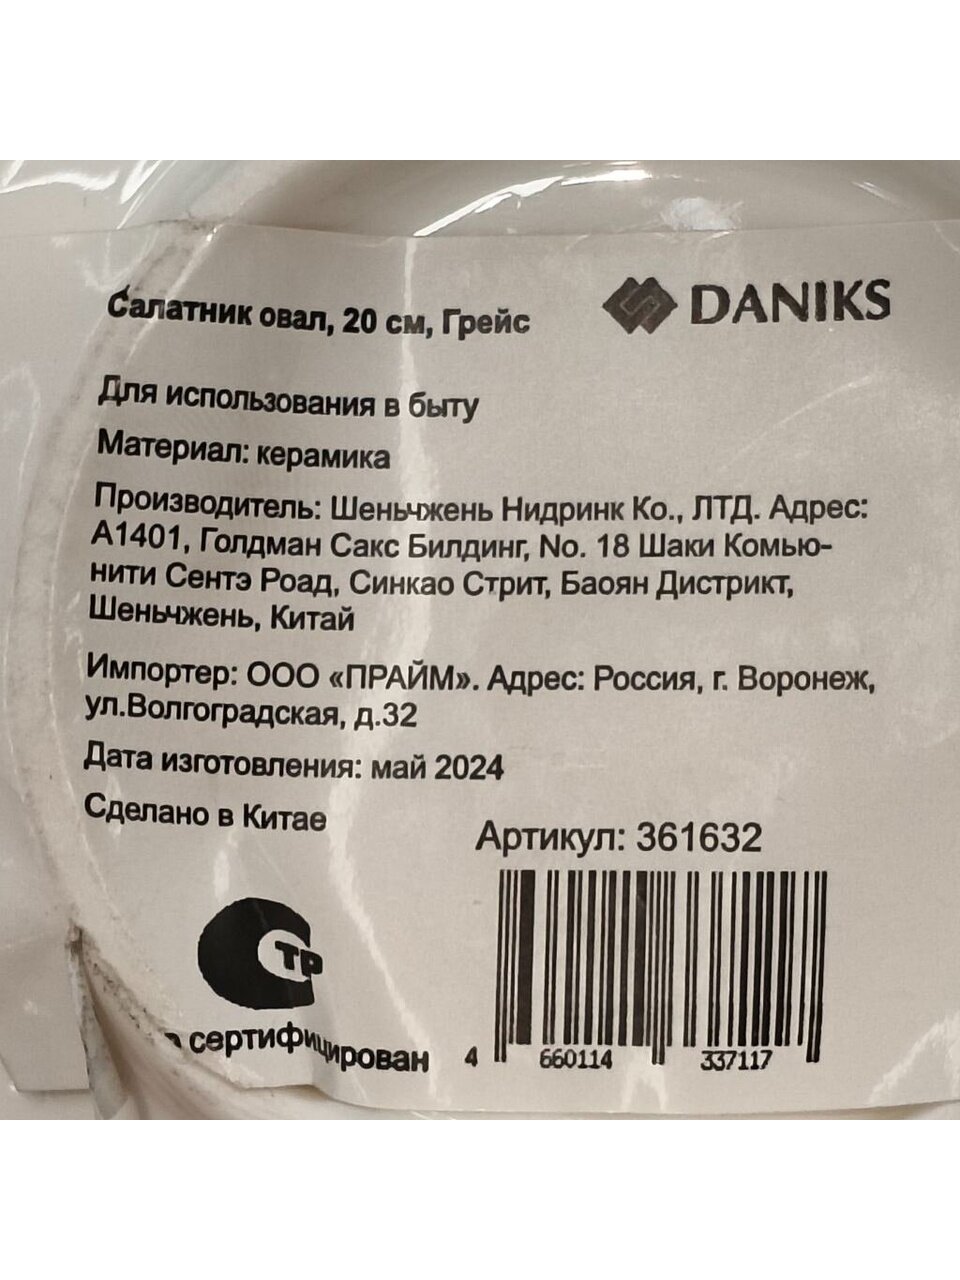 Салатник овал, 20 см, Грейс
DANIKS
Для использования в быту
Материал: керамика
Производитель: Шеньчжень Нидринк Ко., ЛТД. Адрес:
А1401, Голдман Сакс Билдинг, No. 18 Шаки Комью-
нити Сентэ Роад, Синкао Стрит, Баоян Дистрикт,
Шеньчжень, Китай
Импортер: ООО «ПРАЙМ». Адрес: Россия, г. Воронеж,
ул.Волгоградская, д.32
Дата изготовления: май 2024
Сделано в Китае
Артикул: 361632
СТР
сертифицирован
4 660114 337117